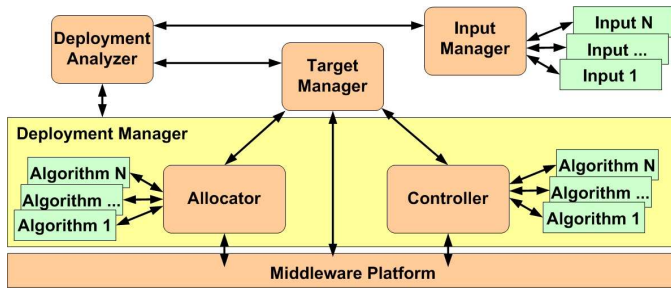 Deployment
Analyzer
Input
Manager
Input N
Input ...
Input 1
Target
Manager
Deployment Manager
Algorithm N
Algorithm ...
Algorithm 1
Allocator
Controller
Algorithm N
Algorithm ...
Algorithm 1
Middleware Platform